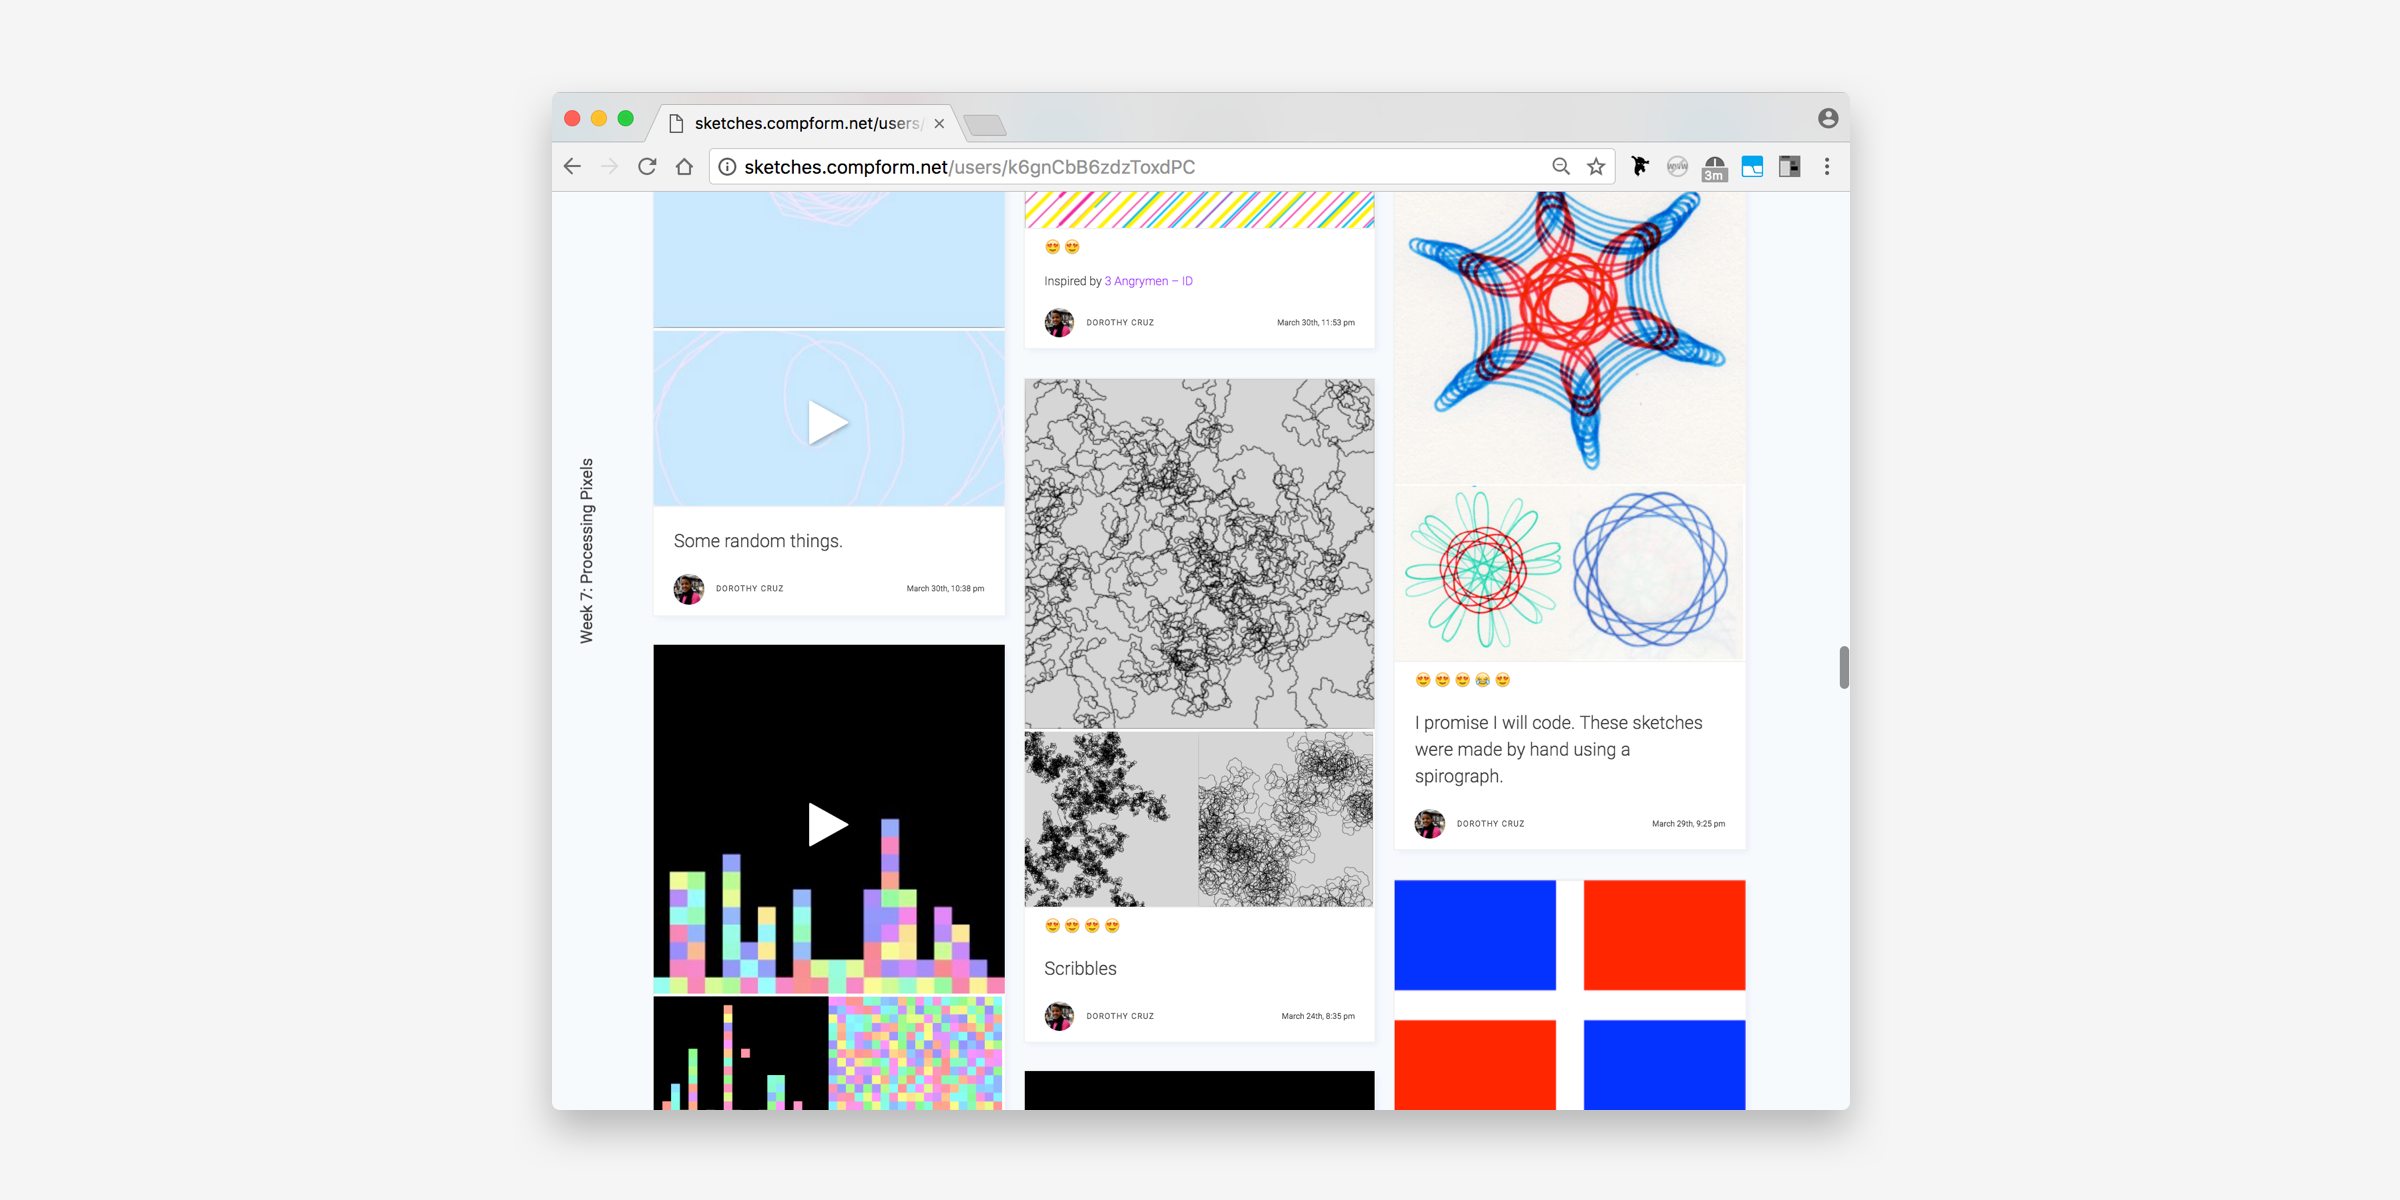 sketches.compform.net/users/
sketches.compform.net/users/k6gnCbB6zdzToxdPC
3m
Week 7: Processing Pixels
Some random things.
DOROTHY CRUZ
March 30th, 10:38 pm
Inspired by 3 Angrymen – ID
DOROTHY CRUZ
March 30th, 11:53 pm
Scribbles
DOROTHY CRUZ
March 24th, 8:35 pm
I promise I will code. These sketches
were made by hand using a
spirograph.
DOROTHY CRUZ
March 29th, 9:25 pm